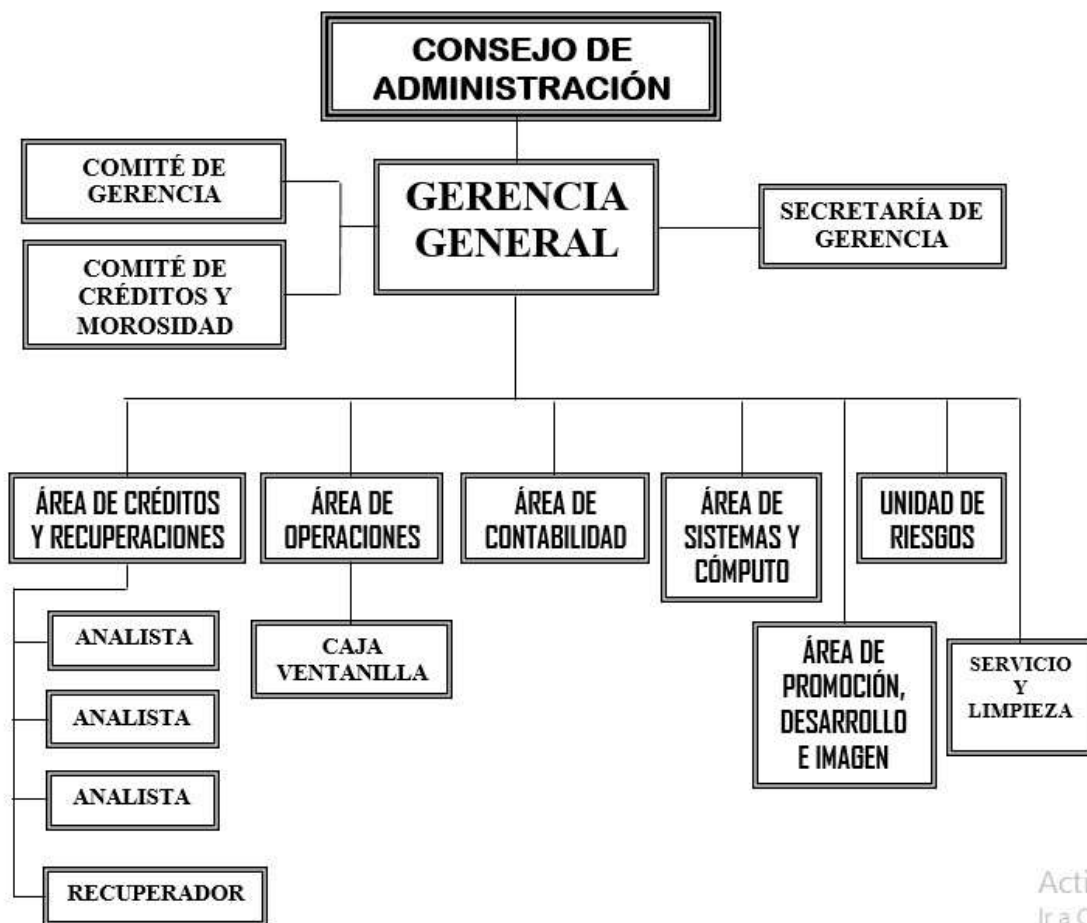 CONSEJO DE
ADMINISTRACIÓN
COMITÉ DE
GERENCIA
GERENCIA
GENERAL
SECRETARÍA DE
GERENCIA
COMITÉ DE
CRÉDITOS Y
MOROSIDAD
ÁREA DE CRÉDITOS
Y RECUPERACIONES
ÁREA DE
OPERACIONES
ÁREA DE
CONTABILIDAD
ÁREA DE
SISTEMAS Y
CÓMPUTO
UNIDAD DE
RIESGOS
ANALISTA
ANALISTA
ANALISTA
RECUPERADOR
CAJA
VENTANILLA
ÁREA DE
PROMOCIÓN,
DESARROLLO
E IMAGEN
SERVICIO
Y
LIMPIEZA
Acti
Ir a C